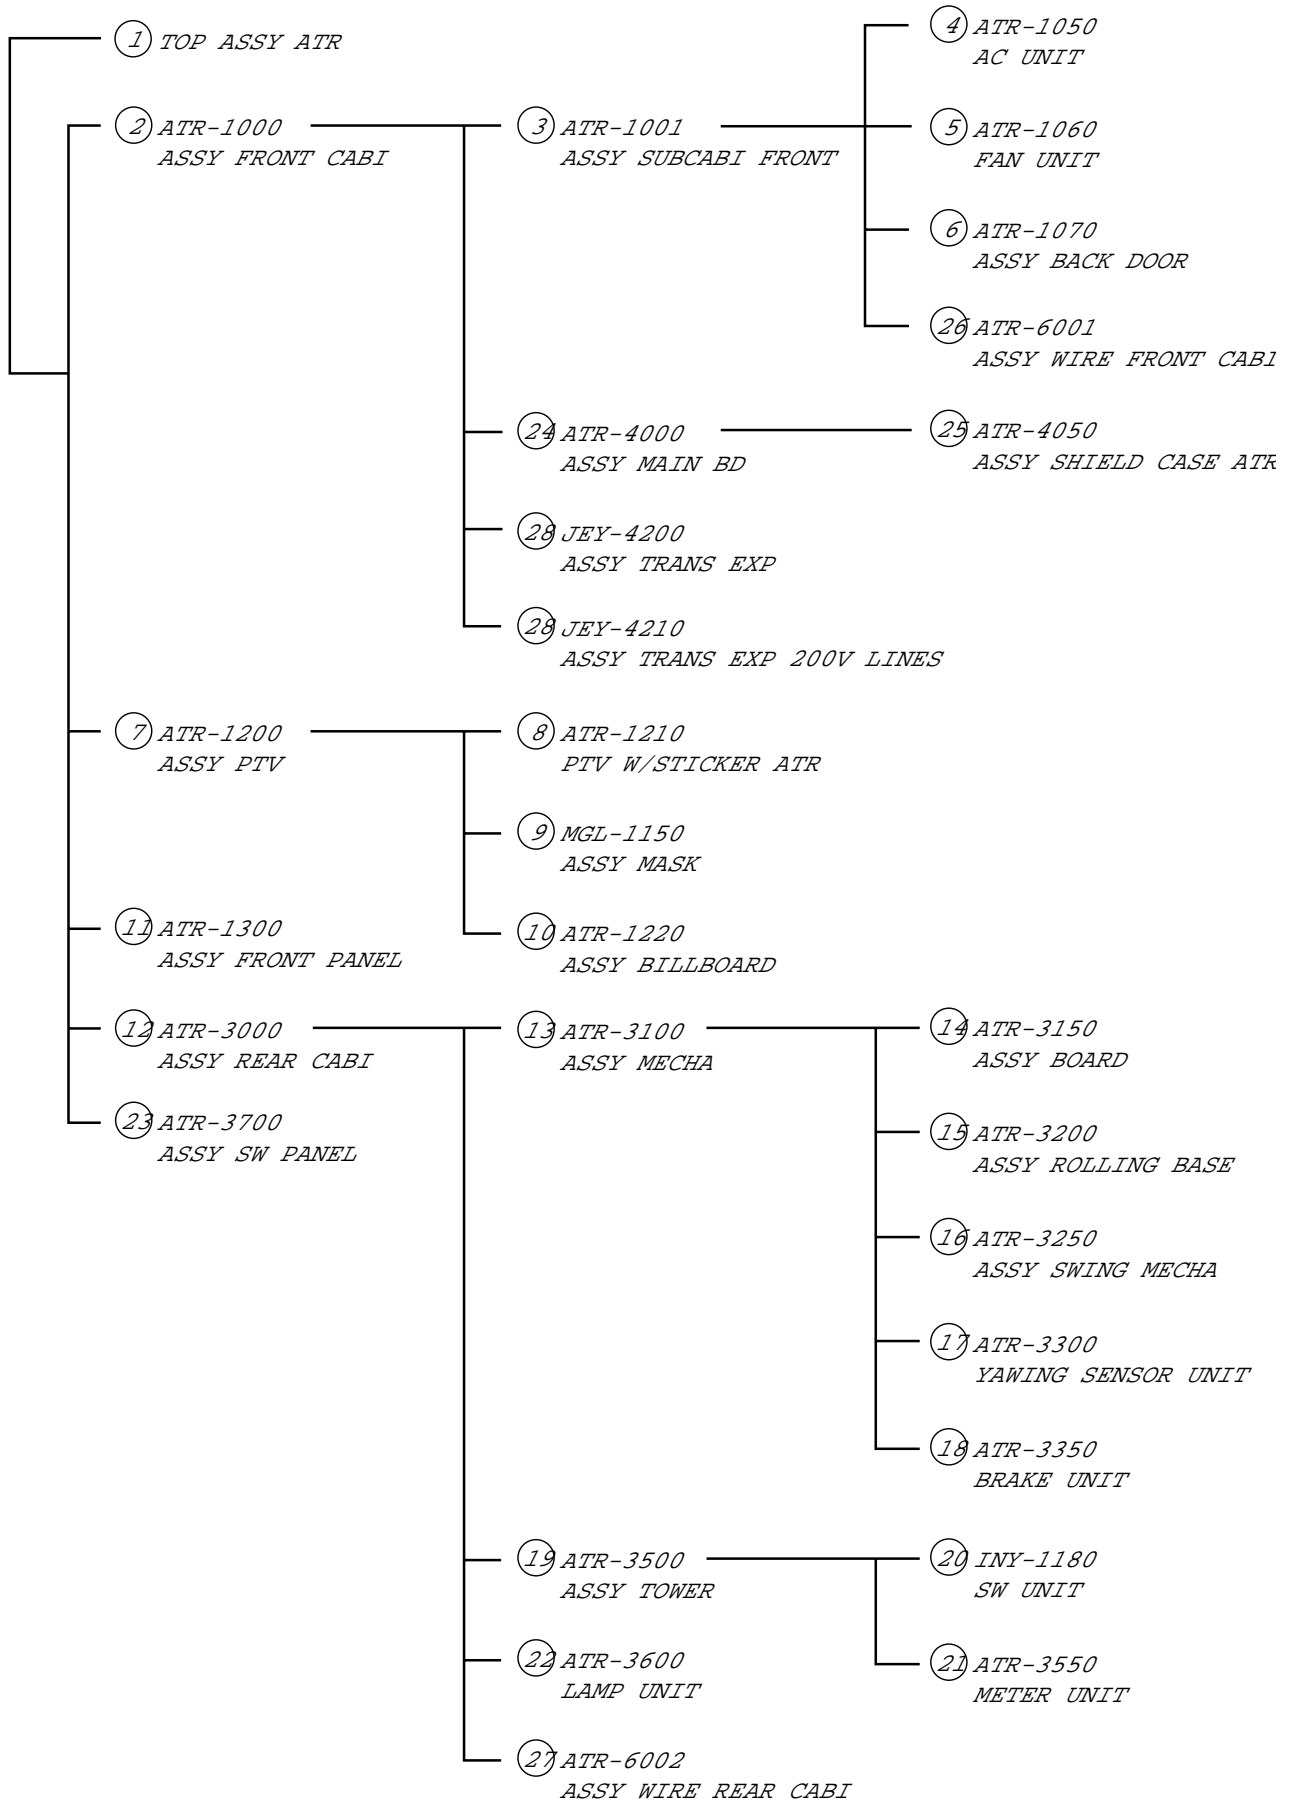 1 TOP ASSY ATR
2 ATR-1000
ASSY FRONT CABI
3 ATR-1001
ASSY SUBCABI FRONT
4 ATR-1050
AC UNIT
5 ATR-1060
FAN UNIT
6 ATR-1070
ASSY BACK DOOR
26 ATR-6001
ASSY WIRE FRONT CABI
24 ATR-4000
ASSY MAIN BD
25 ATR-4050
ASSY SHIELD CASE ATR
28 JEY-4200
ASSY TRANS EXP
28 JEY-4210
ASSY TRANS EXP 200V LINES
7 ATR-1200
ASSY PTV
8 ATR-1210
PTV W/STICKER ATR
9 MGL-1150
ASSY MASK
10 ATR-1220
ASSY BILLBOARD
11 ATR-1300
ASSY FRONT PANEL
12 ATR-3000
ASSY REAR CABI
13 ATR-3100
ASSY MECHA
14 ATR-3150
ASSY BOARD
15 ATR-3200
ASSY ROLLING BASE
16 ATR-3250
ASSY SWING MECHA
17 ATR-3300
YAWING SENSOR UNIT
18 ATR-3350
BRAKE UNIT
19 ATR-3500
ASSY TOWER
20 INY-1180
SW UNIT
21 ATR-3550
METER UNIT
22 ATR-3600
LAMP UNIT
27 ATR-6002
ASSY WIRE REAR CABI
23 ATR-3700
ASSY SW PANEL